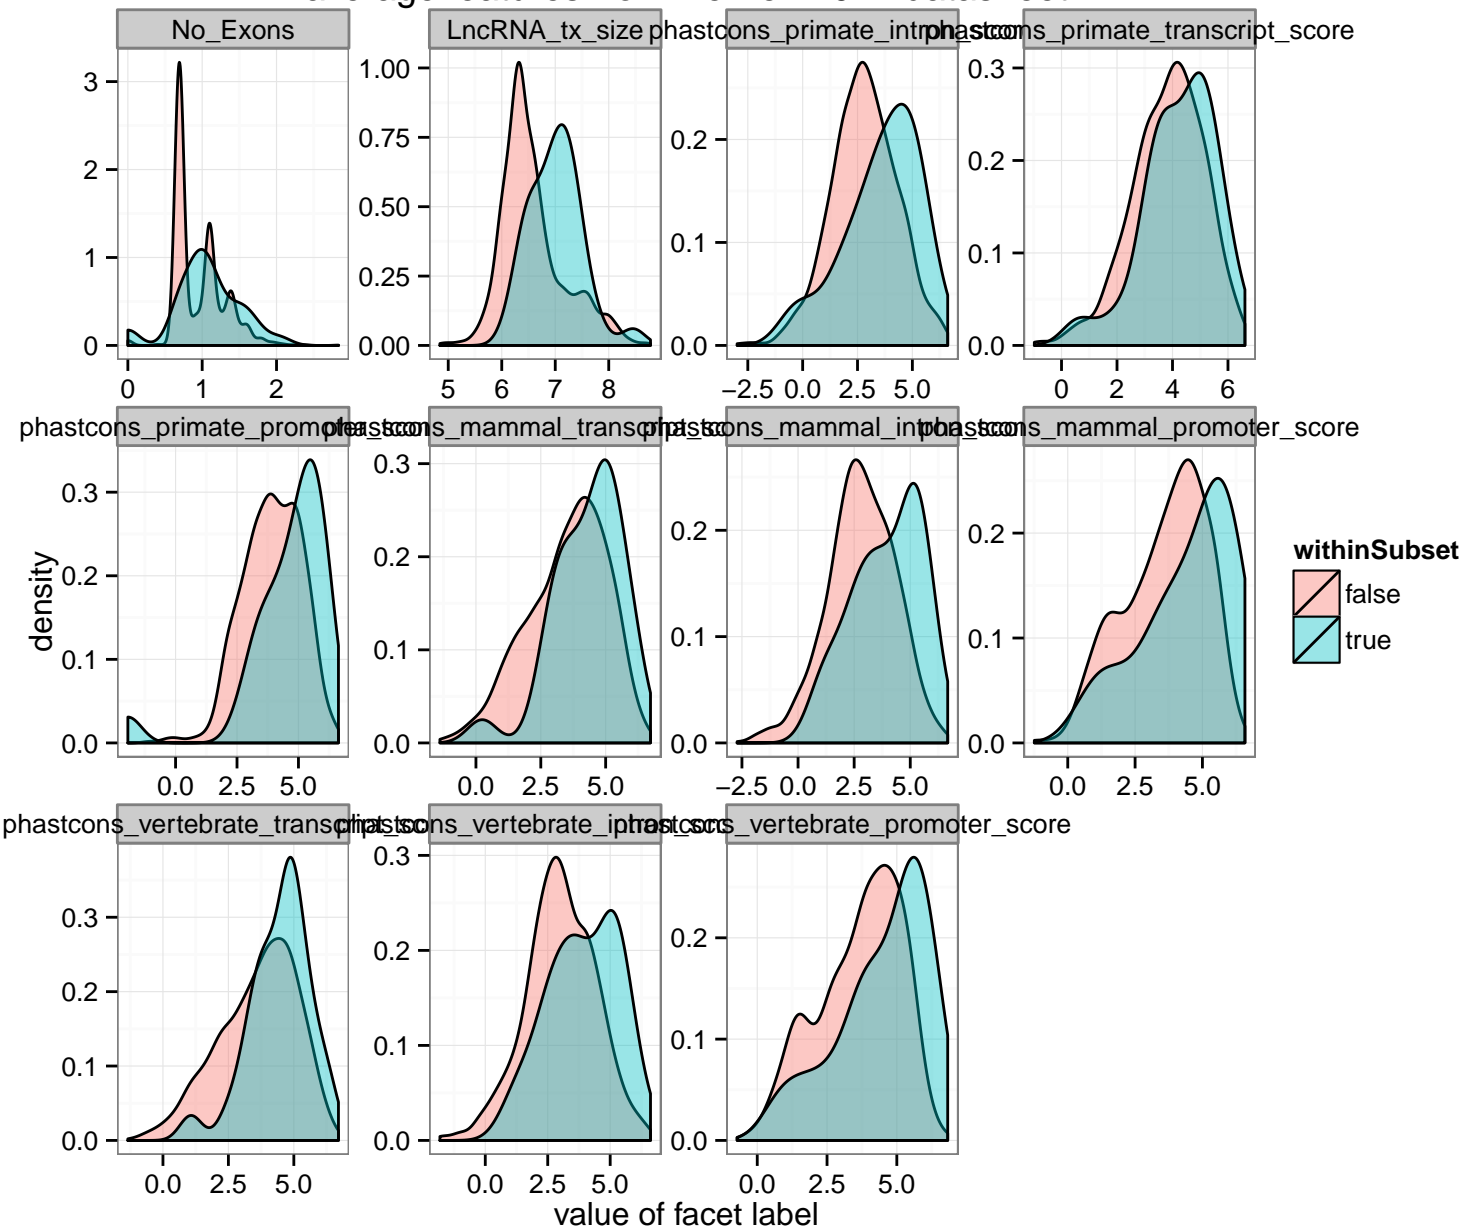 No_Exons
LncRNA_tx_size
phastcons_primate_transcript_score
3
2
1
0
0 1 2
1.00
0.75
0.50
0.25
0.00
5 6 7 8
0.2
0.1
0.0
−2.5 0.0 2.5 5.0
0.3
0.2
0.1
0.0
0 2 4 6
phastcons_mammal_promoter_score
density
0.3
0.2
0.1
0.0
0.0 2.5 5.0
0.3
0.2
0.1
0.0
0.0 2.5 5.0
0.2
0.1
0.0
−2.5 0.0 2.5 5.0
0.2
0.1
0.0
0.0 2.5 5.0
withinSubset
false
true
phastcons_vertebrate_promoter_score
0.3
0.2
0.1
0.0
0.0 2.5 5.0
0.3
0.2
0.1
0.0
0.0 2.5 5.0
0.2
0.1
0.0
0.0 2.5 5.0
value of facet label